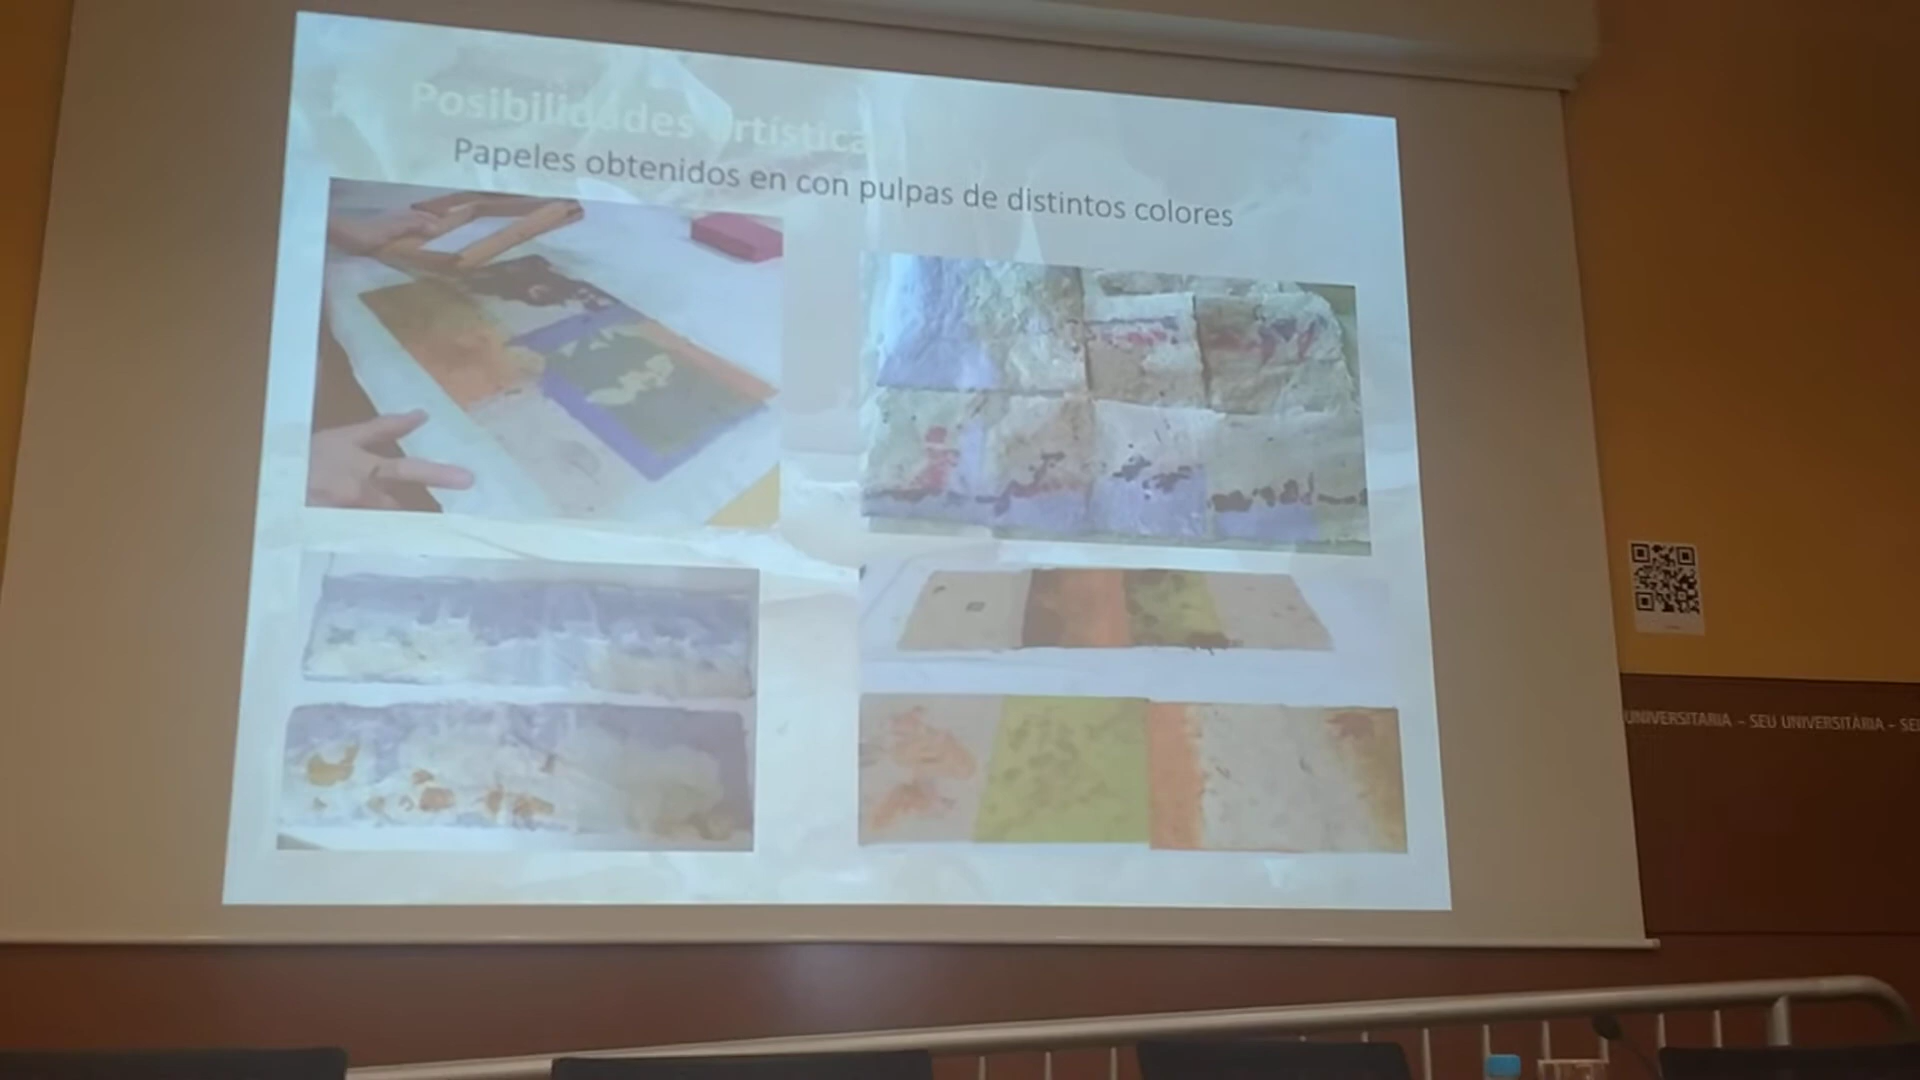 Posibilidades artística
Papeles obtenidos en con pulpas de distintos colores
UNIVERSITARIA – SEU UNIVERSITÀRIA – SE